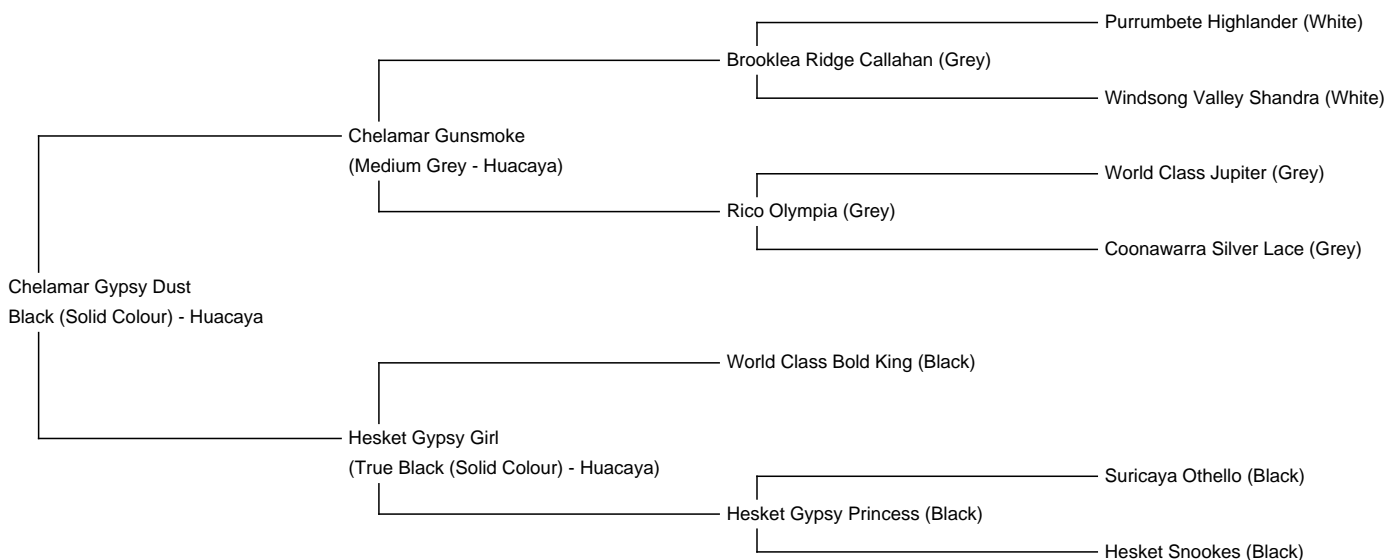 Purrumbete Highlander (White)
Brooklea Ridge Callahan (Grey)
Windsong Valley Shandra (White)
Chelamar Gunsmoke
(Medium Grey - Huacaya)
World Class Jupiter (Grey)
Rico Olympia (Grey)
Coonawarra Silver Lace (Grey)
Chelamar Gypsy Dust
Black (Solid Colour) - Huacaya
World Class Bold King (Black)
Hesket Gypsy Girl
(True Black (Solid Colour) - Huacaya)
Suricaya Othello (Black)
Hesket Gypsy Princess (Black)
Hesket Snookes (Black)